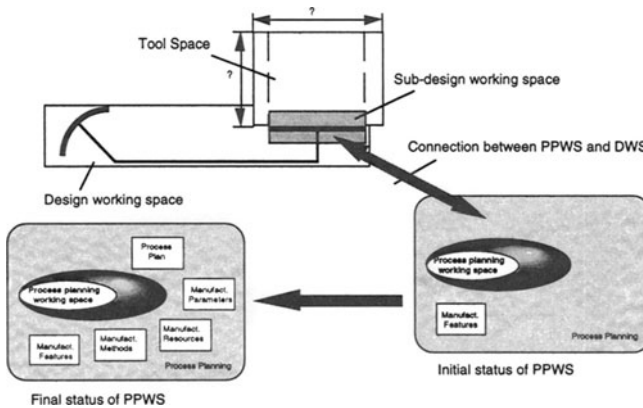 ?
Tool Space
?
Sub-design working space
Connection between PPWS and DWS
Design working space
Process
Plan
Process planning
working space
Manufact.
Parameters
Manufact.
Features
Manufact.
Methods
Manufact.
Resources
Process Planning
Final status of PPWS
Process planning
working space
Manufact.
Features
Process Planning
Initial status of PPWS